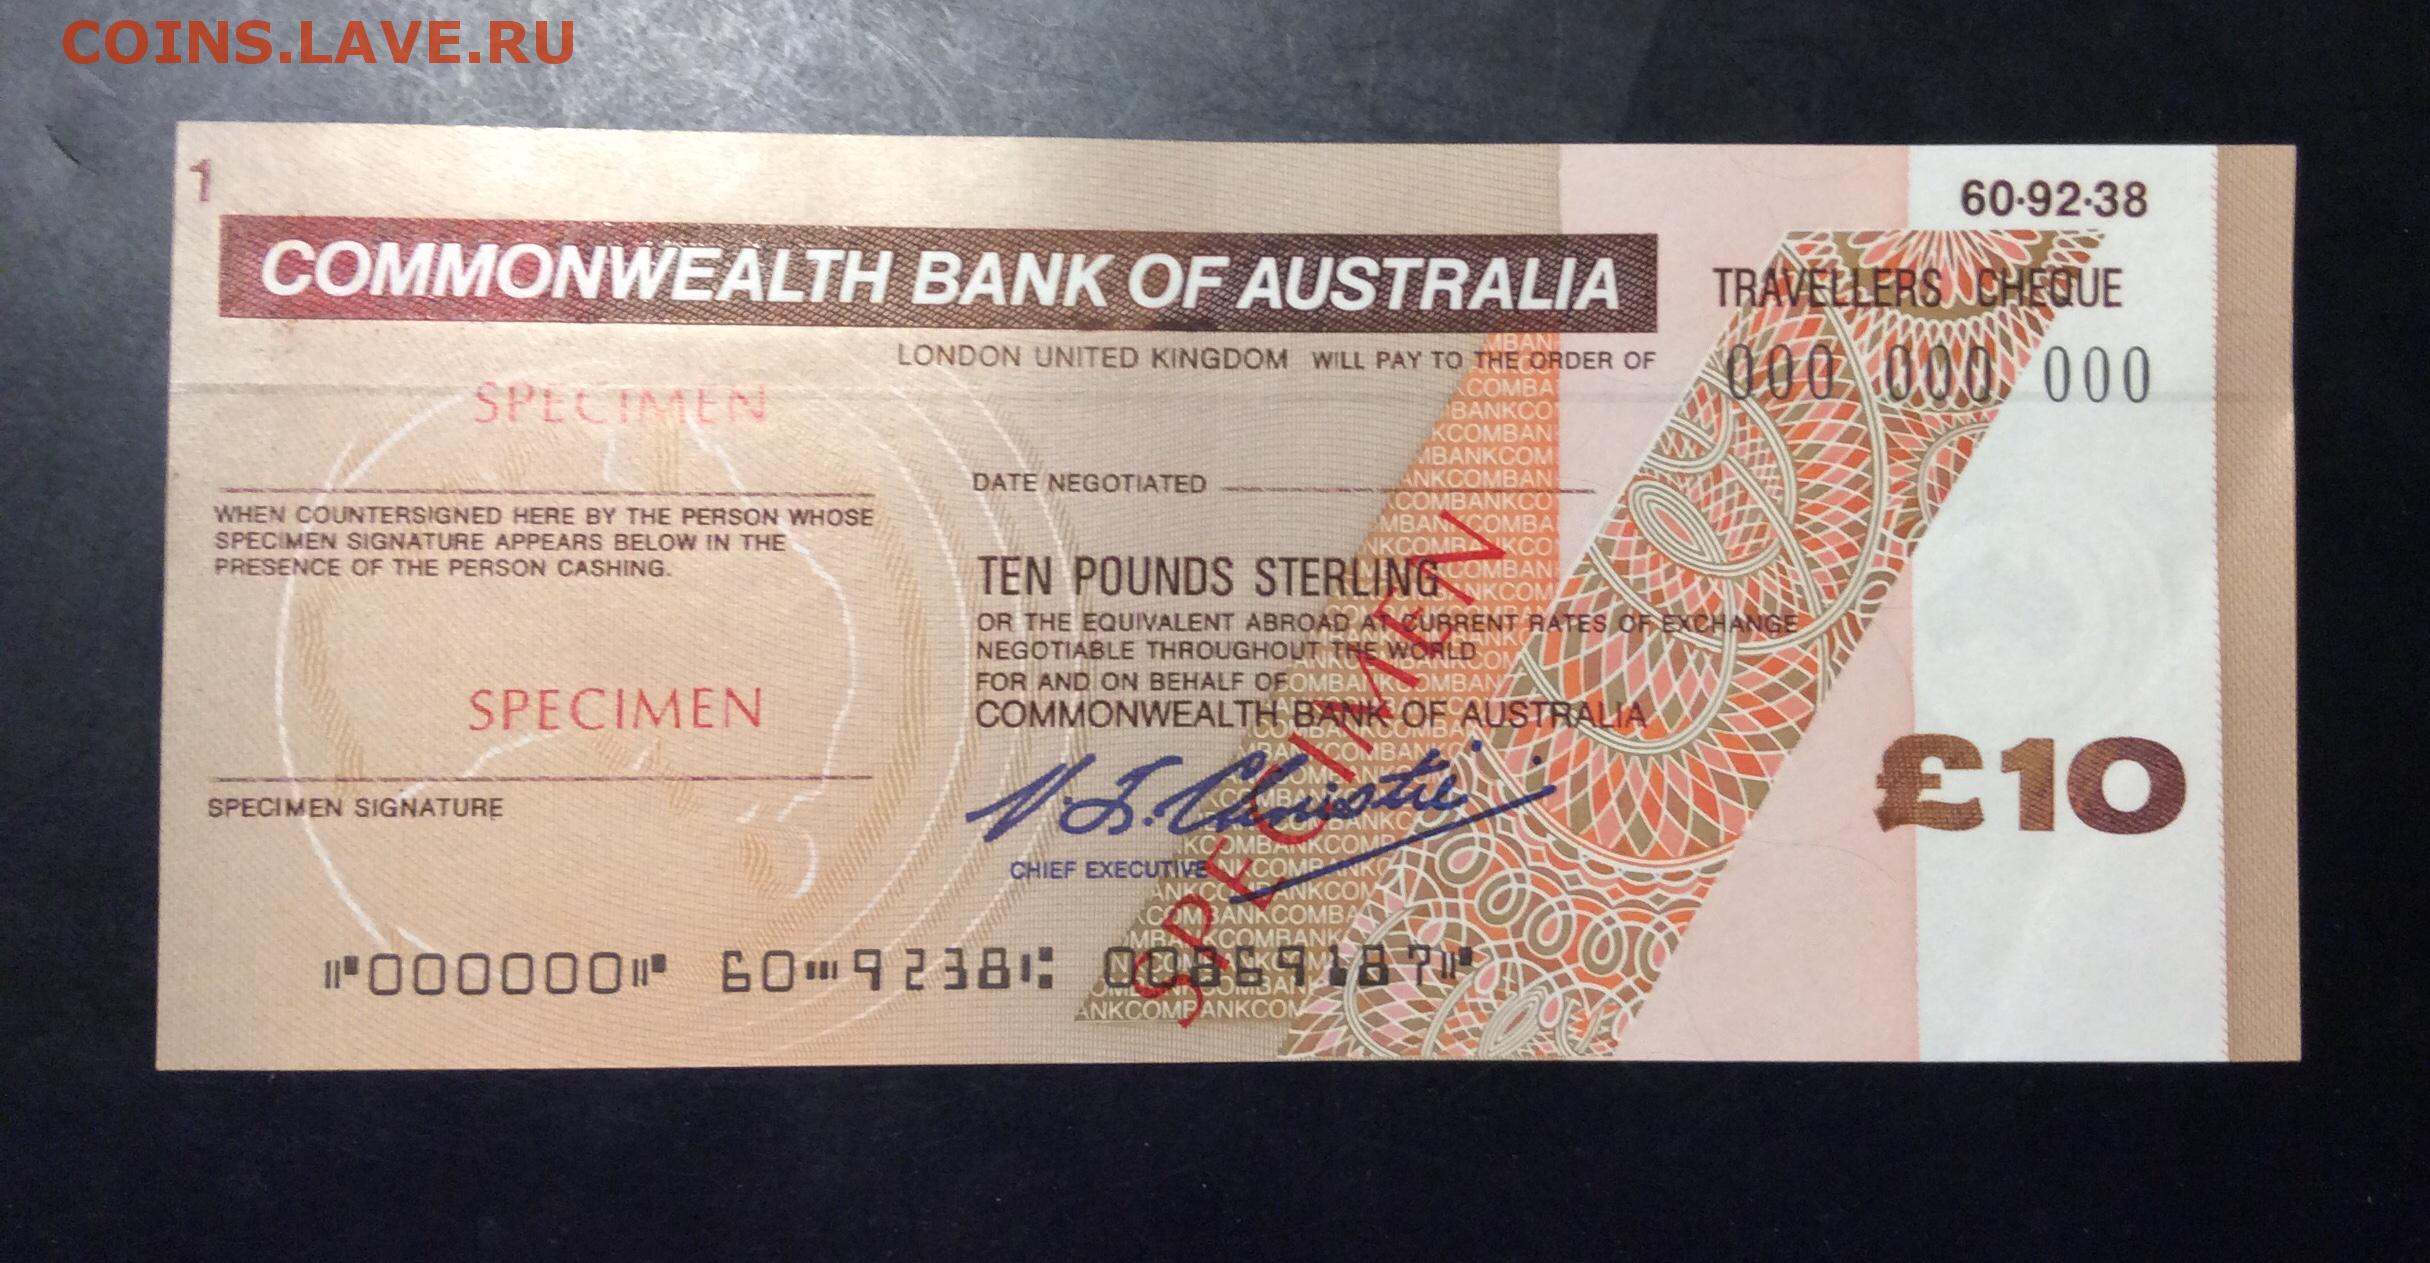 COINS.LAVE.RU
1
60·92·38
COMMONWEALTH BANK OF AUSTRALIA
TRAVELLERS CHEQUE
LONDON UNITED KINGDOM WILL PAY TO THE ORDER OF
000 000 000
SPECIMEN
DATE NEGOTIATED
WHEN COUNTERSIGNED HERE BY THE PERSON WHOSE
SPECIMEN SIGNATURE APPEARS BELOW IN THE
PRESENCE OF THE PERSON CASHING.
TEN POUNDS STERLING
OR THE EQUIVALENT ABROAD AT CURRENT RATES OF EXCHANGE
NEGOTIABLE THROUGHOUT THE WORLD
FOR AND ON BEHALF OF
COMMONWEALTH BANK OF AUSTRALIA
SPECIMEN
SPECIMEN
£10
SPECIMEN SIGNATURE
V. T. Christie
CHIEF EXECUTIVE
⑈000000⑈ 60⑉9238⑆ 00869187⑈